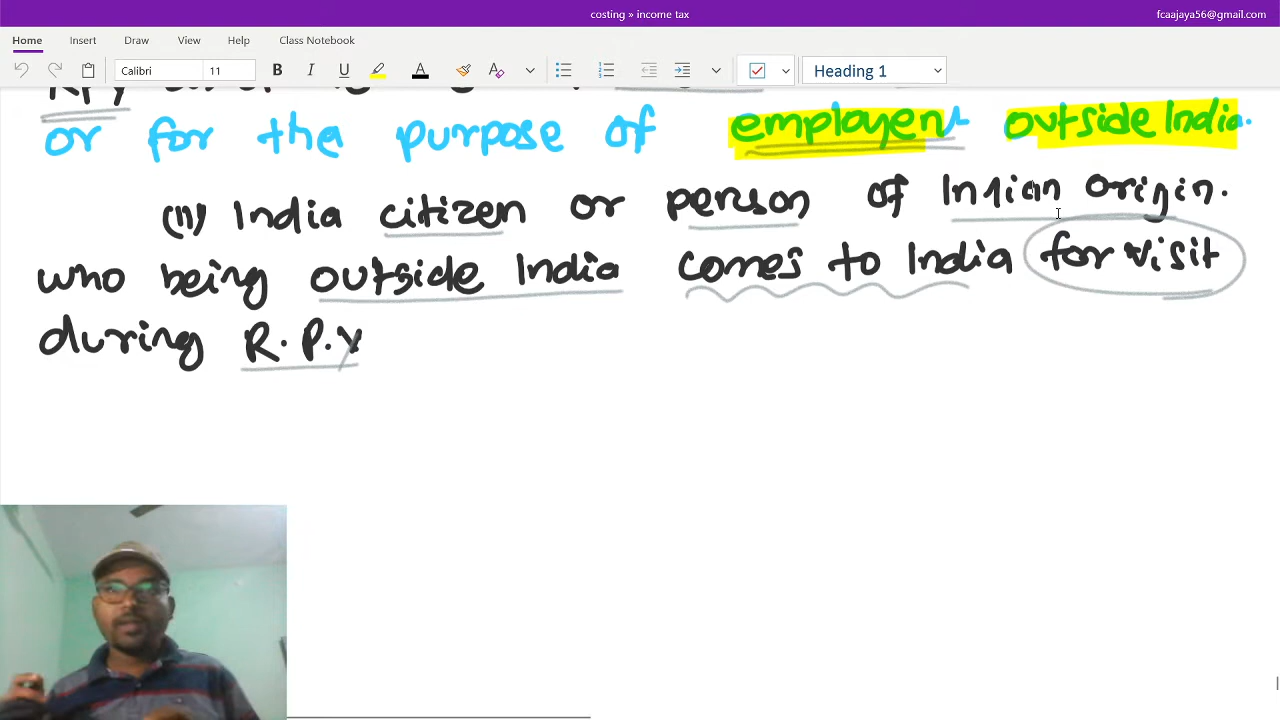 costing » income tax
fcaajaya56@gmail.com
Home Insert Draw View Help Class Notebook
Calibri 11 B I U A Heading 1
RPY
or for the purpose of employent outside India.
(ii) India citizen or person of Indian Origin.
who being outside India comes to India for visit
during R.P.Y